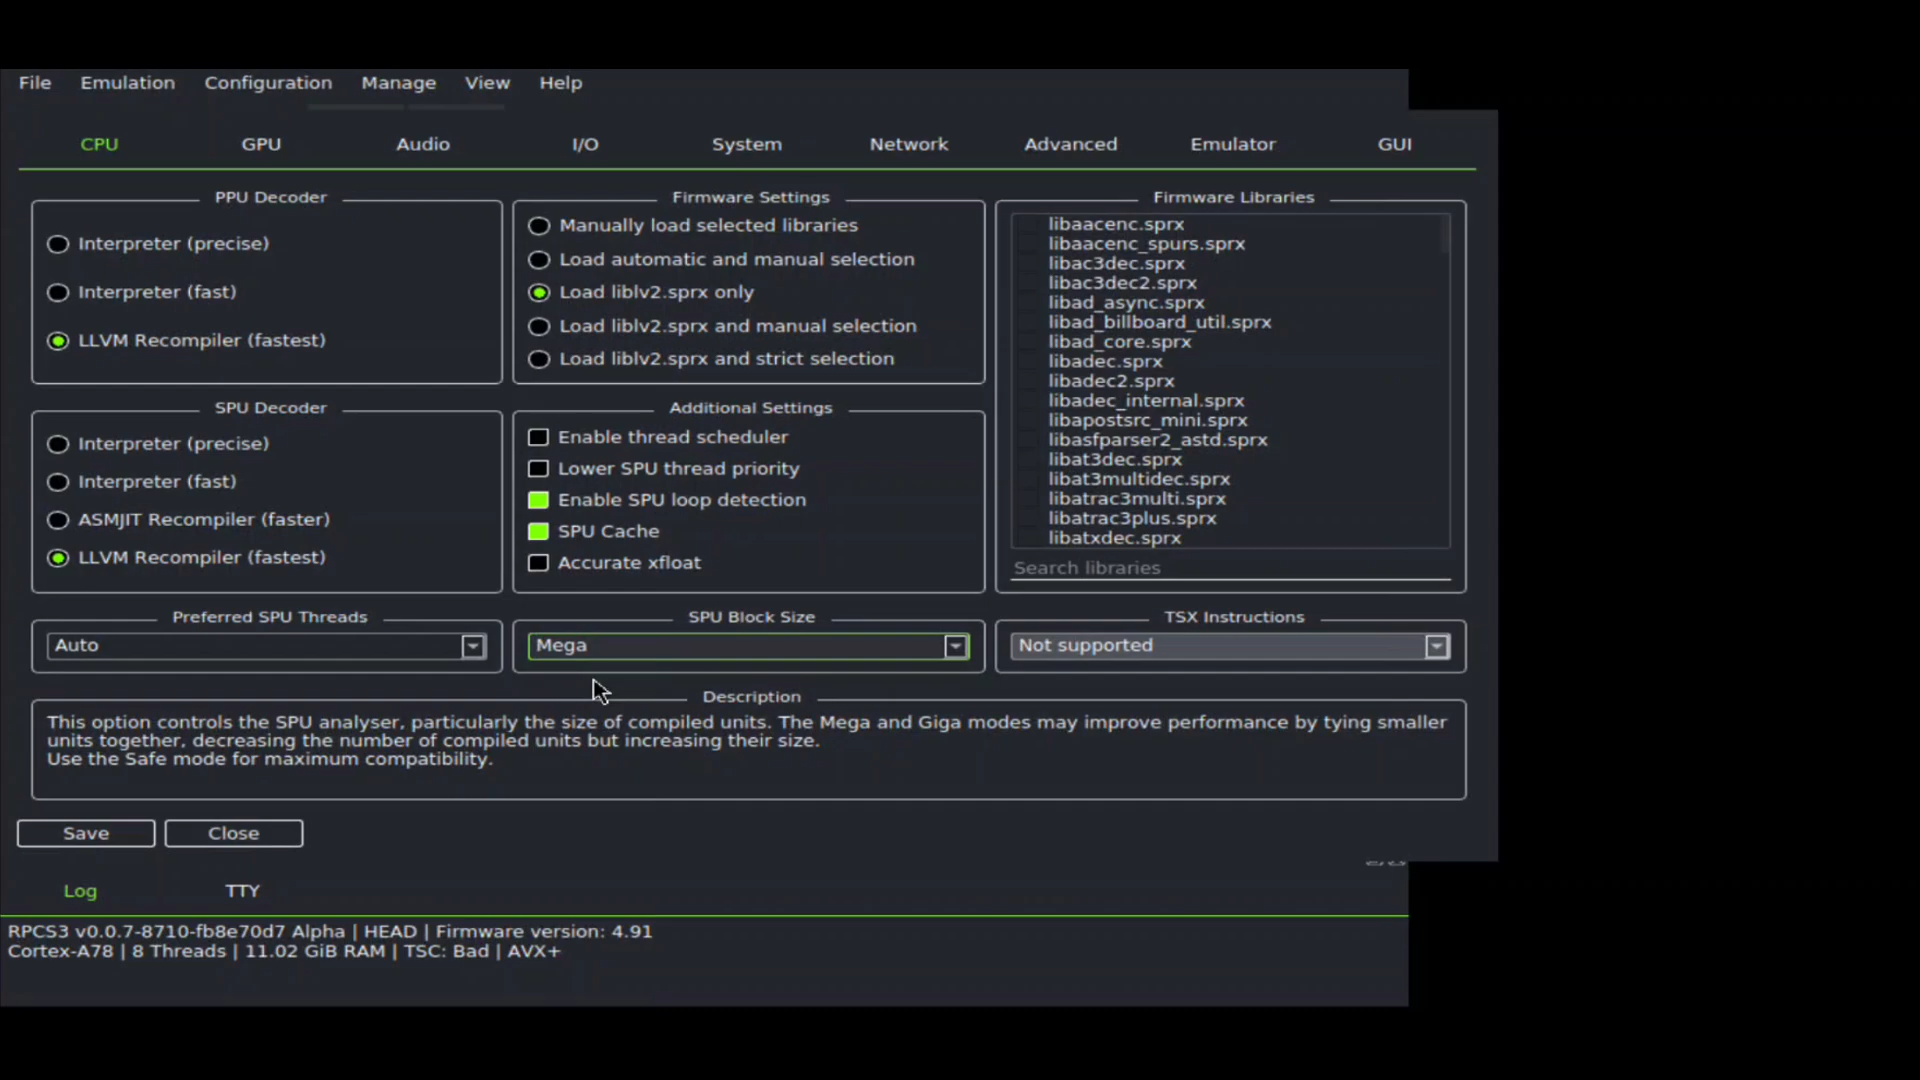 File Emulation Configuration Manage View Help
CPU GPU Audio I/O System Network Advanced Emulator GUI
PPU Decoder
Interpreter (precise)
Interpreter (fast)
LLVM Recompiler (fastest)
Firmware Settings
Manually load selected libraries
Load automatic and manual selection
Load liblv2.sprx only
Load liblv2.sprx and manual selection
Load liblv2.sprx and strict selection
Firmware Libraries
libaacenc.sprx
libaacenc_spurs.sprx
libac3dec.sprx
libac3dec2.sprx
libad_async.sprx
libad_billboard_util.sprx
libad_core.sprx
libadec.sprx
libadec2.sprx
libadec_internal.sprx
libapostsrc_mini.sprx
libasfparser2_astd.sprx
libat3dec.sprx
libat3multidec.sprx
libatrac3multi.sprx
libatrac3plus.sprx
libatxdec.sprx
Search libraries
SPU Decoder
Interpreter (precise)
Interpreter (fast)
ASMJIT Recompiler (faster)
LLVM Recompiler (fastest)
Additional Settings
Enable thread scheduler
Lower SPU thread priority
Enable SPU loop detection
SPU Cache
Accurate xfloat
Preferred SPU Threads
Auto
SPU Block Size
Mega
TSX Instructions
Not supported
Description
This option controls the SPU analyser, particularly the size of compiled units. The Mega and Giga modes may improve performance by tying smaller
units together, decreasing the number of compiled units but increasing their size.
Use the Safe mode for maximum compatibility.
Save Close
Log TTY
RPCS3 v0.0.7-8710-fb8e70d7 Alpha | HEAD | Firmware version: 4.91
Cortex-A78 | 8 Threads | 11.02 GiB RAM | TSC: Bad | AVX+